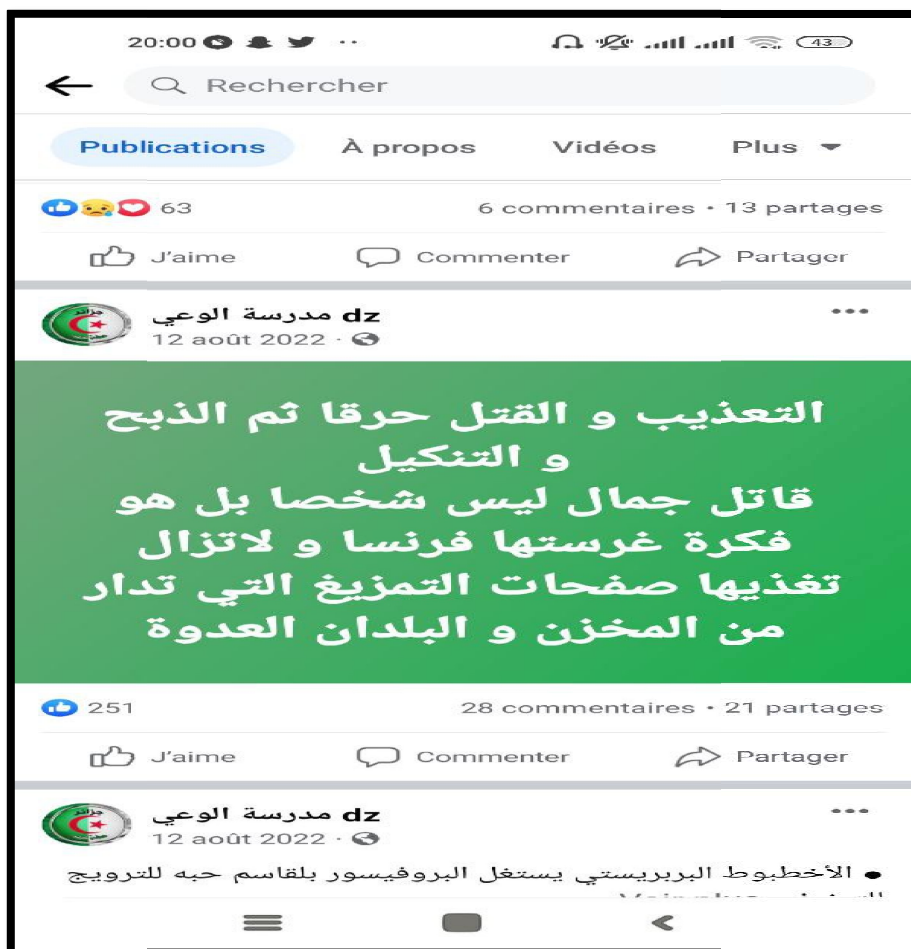 20:00
43
Rechercher
Publications À propos Vidéos Plus
63 6 commentaires • 13 partages
J'aime Commenter Partager
مدرسة الوعي dz
12 août 2022 ·
التعذيب و القتل حرقا ثم الذبح
و التنكيل
قاتل جمال ليس شخصا بل هو
فكرة غرستها فرنسا و لاتزال
تغذيها صفحات التمزيغ التي تدار
من المخزن و البلدان العدوة
251 28 commentaires • 21 partages
J'aime Commenter Partager
مدرسة الوعي dz
12 août 2022 ·
● الأخطبوط البربريستي يستغل البروفيسور بلقاسم حبه للترويج